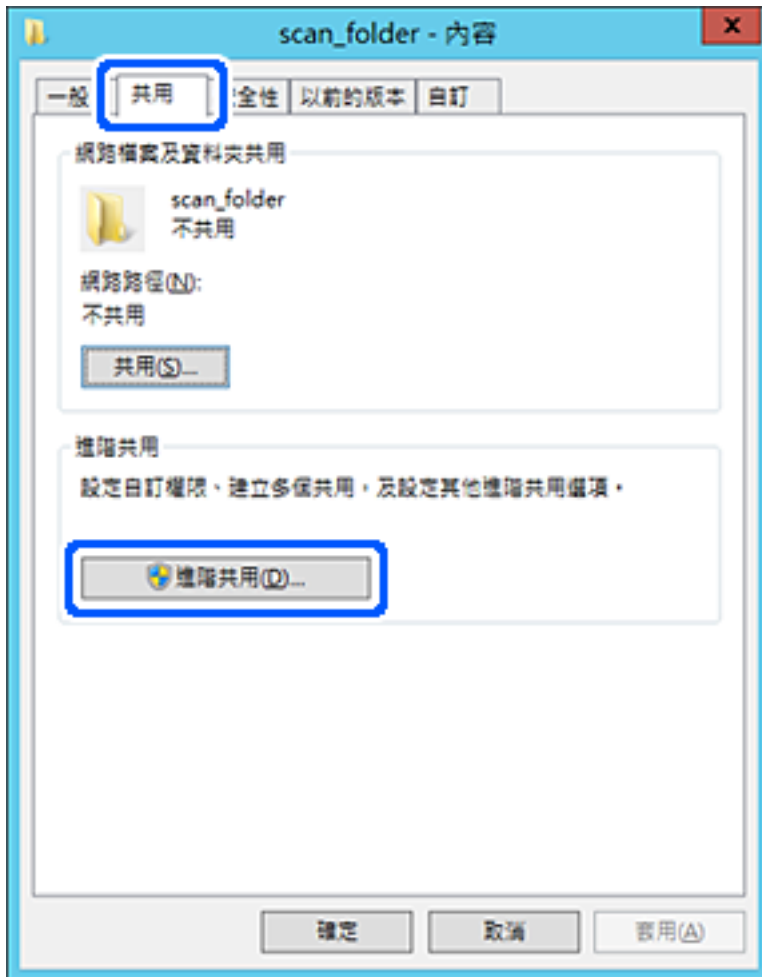 scan_folder - 內容
一般 共用 全性 以前的版本 自訂
網路檔案及資料夾共用
scan_folder
不共用
網路路徑(N):
不共用
共用(S)...
進階共用
設定自訂權限、建立多個共用，及設定其他進階共用選項。
進階共用(D)...
確定 取消 套用(A)